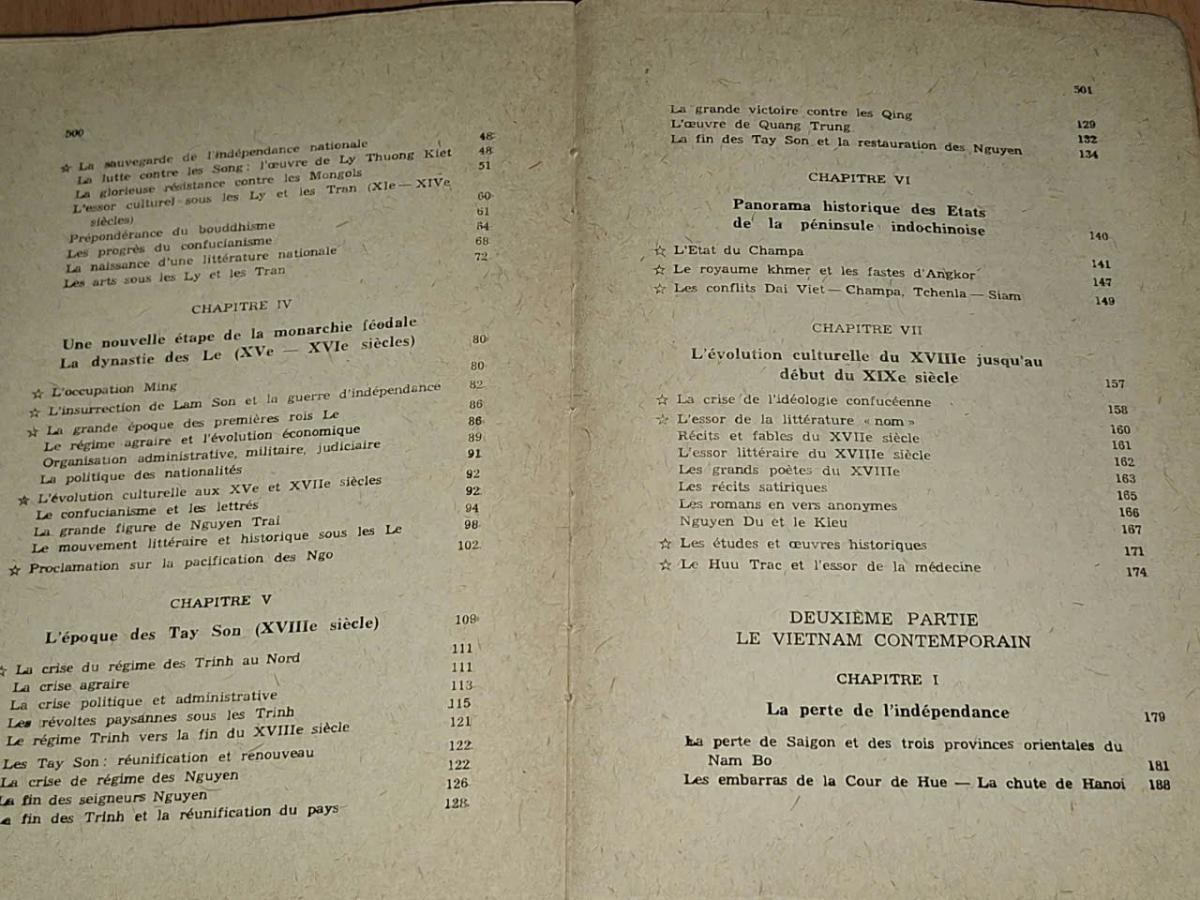 500
☆ La sauvegarde de l'indépendance nationale 48
La lutte contre les Song : l'œuvre de Ly Thuong Kiet 48
La glorieuse résistance contre les Mongols 51
L'essor culturel sous les Ly et les Tran (XIe — XIVe
siècles) 60
Prépondérance du bouddhisme 61
Les progrès du confucianisme 64
La naissance d'une littérature nationale 68
Les arts sous les Ly et les Tran 72
CHAPITRE IV
Une nouvelle étape de la monarchie féodale
La dynastie des Le (XVe — XVIe siècles) 80
☆ L'occupation Ming 80
☆ L'insurrection de Lam Son et la guerre d'indépendance 82
☆ La grande époque des premières rois Le 86
Le régime agraire et l'évolution économique 86
Organisation administrative, militaire, judiciaire 89
La politique des nationalités 91
☆ L'évolution culturelle aux XVe et XVIIe siècles 92
Le confucianisme et les lettrés 92
La grande figure de Nguyen Trai 94
Le mouvement littéraire et historique sous les Le 98
☆ Proclamation sur la pacification des Ngo 102
CHAPITRE V
L'époque des Tay Son (XVIIIe siècle) 109
☆ La crise du régime des Trinh au Nord 111
La crise agraire 111
La crise politique et administrative 113
Les révoltes paysannes sous les Trinh 115
Le régime Trinh vers la fin du XVIIIe siècle 121
Les Tay Son : réunification et renouveau 122
La crise de régime des Nguyen 122
La fin des seigneurs Nguyen 126
fin des Trinh et la réunification du pays 128
501
La grande victoire contre les Qing 129
L'œuvre de Quang Trung 132
La fin des Tay Son et la restauration des Nguyen 134
CHAPITRE VI
Panorama historique des Etats
de la péninsule indochinoise 140
☆ L'Etat du Champa 141
☆ Le royaume khmer et les fastes d'Angkor 147
☆ Les conflits Dai Viet — Champa, Tchenla — Siam 149
CHAPITRE VII
L'évolution culturelle du XVIIIe jusqu'au
début du XIXe siècle 157
☆ La crise de l'idéologie confucéenne 158
☆ L'essor de la littérature « nom » 160
Récits et fables du XVIIe siècle 161
L'essor littéraire du XVIIIe siècle 162
Les grands poètes du XVIIIe 163
Les récits satiriques 165
Les romans en vers anonymes 166
Nguyen Du et le Kieu 167
☆ Les études et œuvres historiques 171
☆ Le Huu Trac et l'essor de la médecine 174
DEUXIÈME PARTIE
LE VIETNAM CONTEMPORAIN
CHAPITRE I
La perte de l'indépendance 179
La perte de Saigon et des trois provinces orientales du
Nam Bo 181
Les embarras de la Cour de Hue — La chute de Hanoi 188